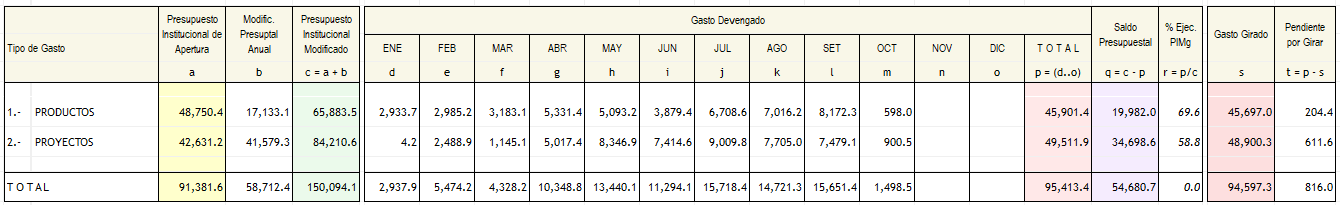 Tipo de Gasto | Presupuesto Institucional de Apertura | Modific. Presuptal Anual | Presupuesto Institucional Modificado | Gasto Devengado | Saldo Presupuestal | % Ejec. PIMg | Gasto Girado | Pendiente por Girar
ENE | FEB | MAR | ABR | MAY | JUN | JUL | AGO | SET | OCT | NOV | DIC | T O T A L
a | b | c = a + b | d | e | f | g | h | i | j | k | l | m | n | o | p = (d..o) | q = c - p | r = p/c | s | t = p - s
1.- PRODUCTOS | 48,750.4 | 17,133.1 | 65,883.5 | 2,933.7 | 2,985.2 | 3,183.1 | 5,331.4 | 5,093.2 | 3,879.4 | 6,708.6 | 7,016.2 | 8,172.3 | 598.0 | 45,901.4 | 19,982.0 | 69.6 | 45,697.0 | 204.4
2.- PROYECTOS | 42,631.2 | 41,579.3 | 84,210.6 | 4.2 | 2,488.9 | 1,145.1 | 5,017.4 | 8,346.9 | 7,414.6 | 9,009.8 | 7,705.0 | 7,479.1 | 900.5 | 49,511.9 | 34,698.6 | 58.8 | 48,900.3 | 611.6
T O T A L | 91,381.6 | 58,712.4 | 150,094.1 | 2,937.9 | 5,474.2 | 4,328.2 | 10,348.8 | 13,440.1 | 11,294.1 | 15,718.4 | 14,721.3 | 15,651.4 | 1,498.5 | 95,413.4 | 54,680.7 | 0.0 | 94,597.3 | 816.0